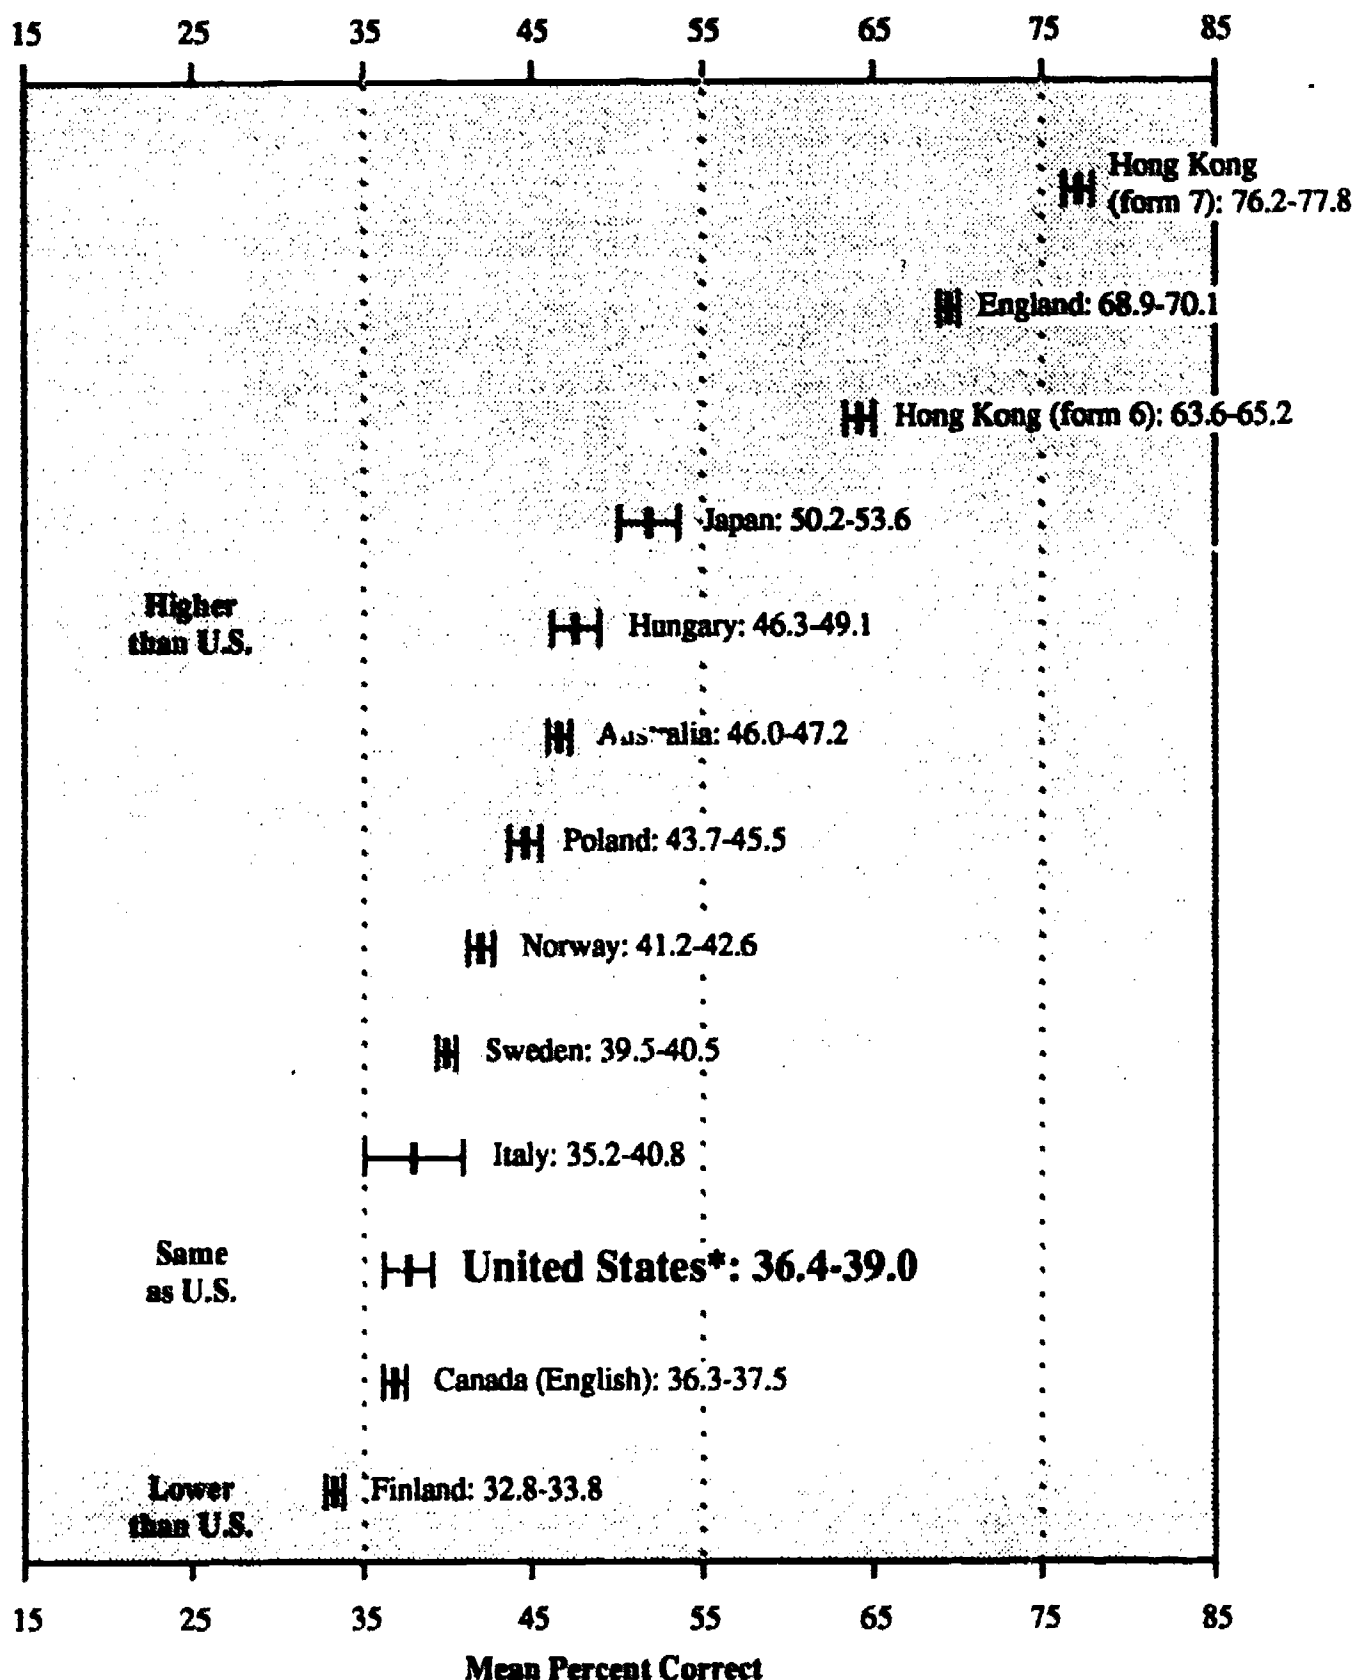 15 25 35 45 55 65 75 85
Hong Kong
(form 7): 76.2-77.8
England: 68.9-70.1
Hong Kong (form 6): 63.6-65.2
Japan: 50.2-53.6
Higher
than U.S.
Hungary: 46.3-49.1
Australia: 46.0-47.2
Poland: 43.7-45.5
Norway: 41.2-42.6
Sweden: 39.5-40.5
Italy: 35.2-40.8
Same
as U.S.
United States*: 36.4-39.0
Canada (English): 36.3-37.5
Lower
than U.S.
Finland: 32.8-33.8
15 25 35 45 55 65 75 85
Mean Percent Correct